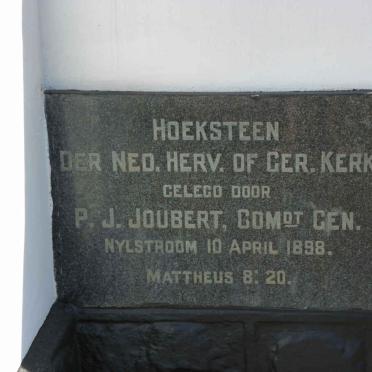 HOEKSTEEN
DER NED. HERV. OF GER. KERK
GELEGD DOOR
P. J. JOUBERT, COMDT GEN.
NYLSTROOM 10 APRIL 1898.
MATTHEUS 8: 20.